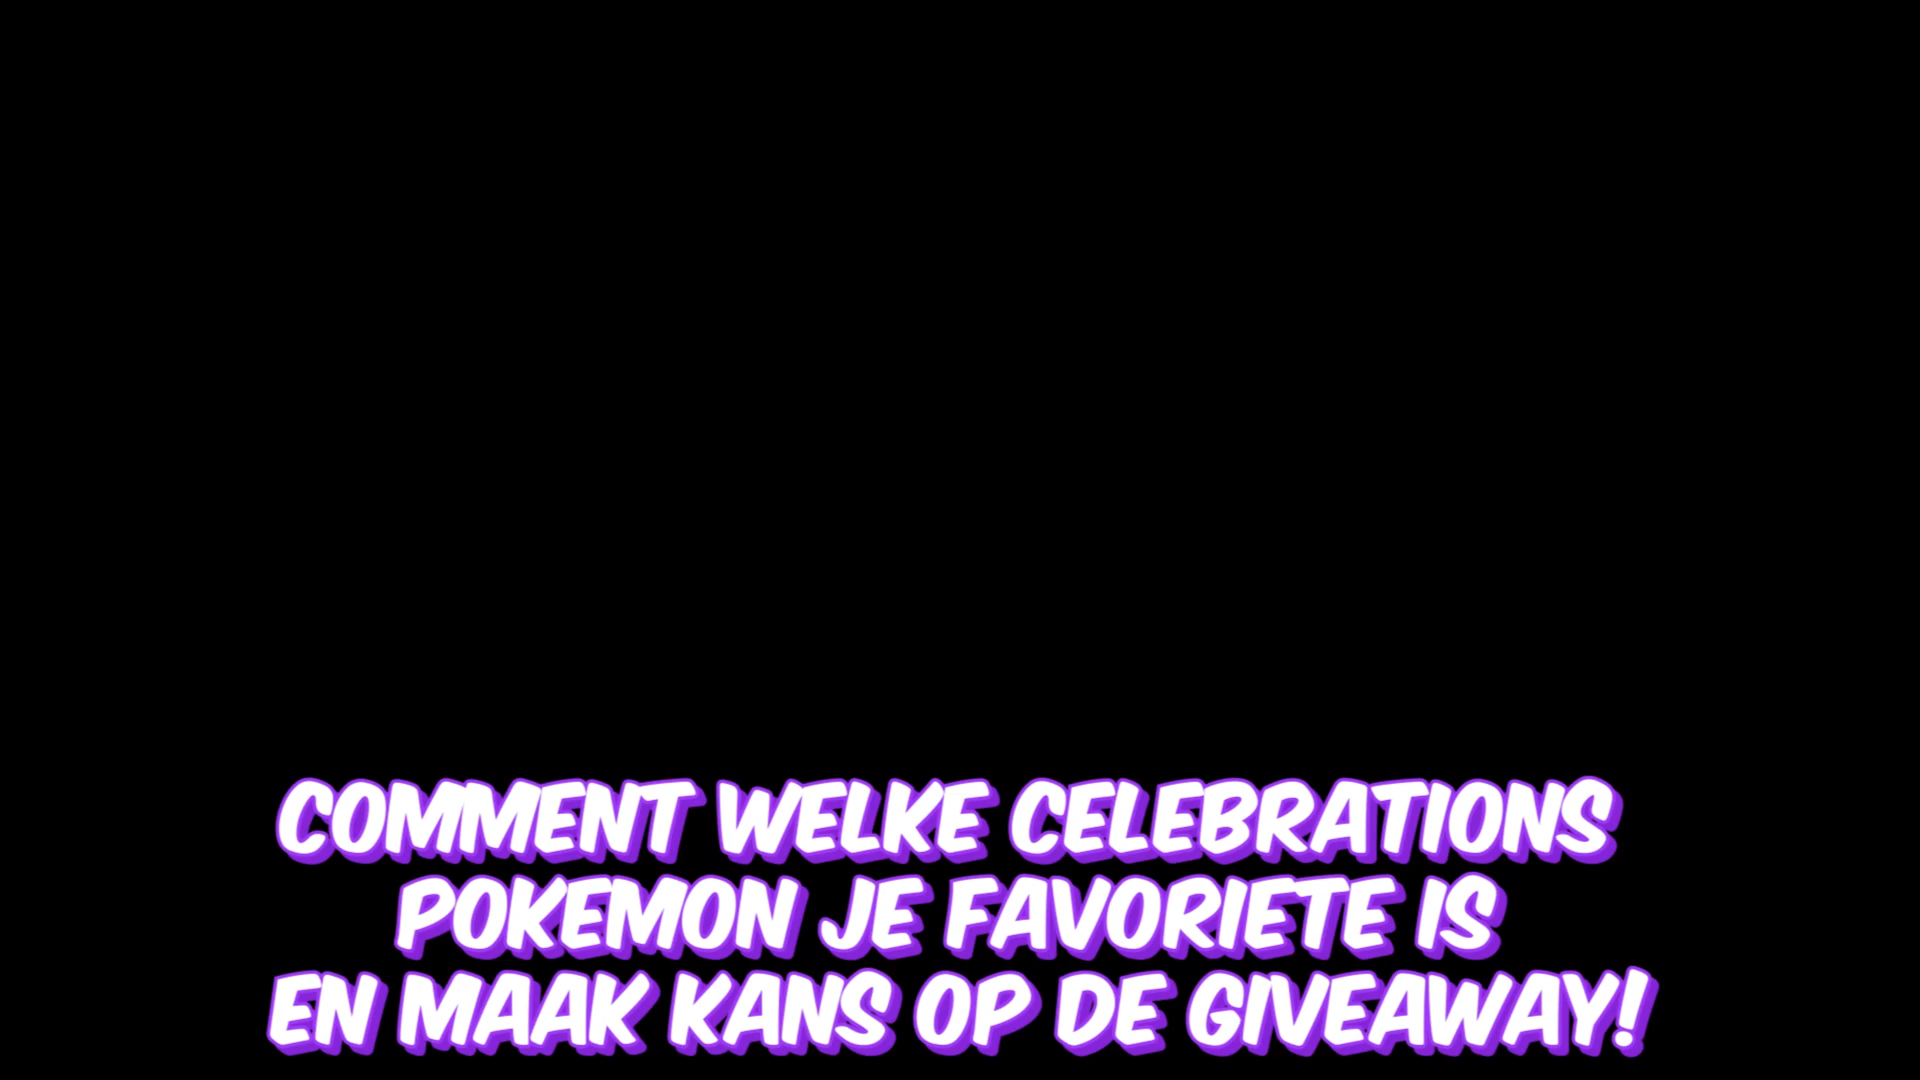 COMMENT WELKE CELEBRATIONS
POKEMON JE FAVORIETE IS
EN MAAK KANS OP DE GIVEAWAY!